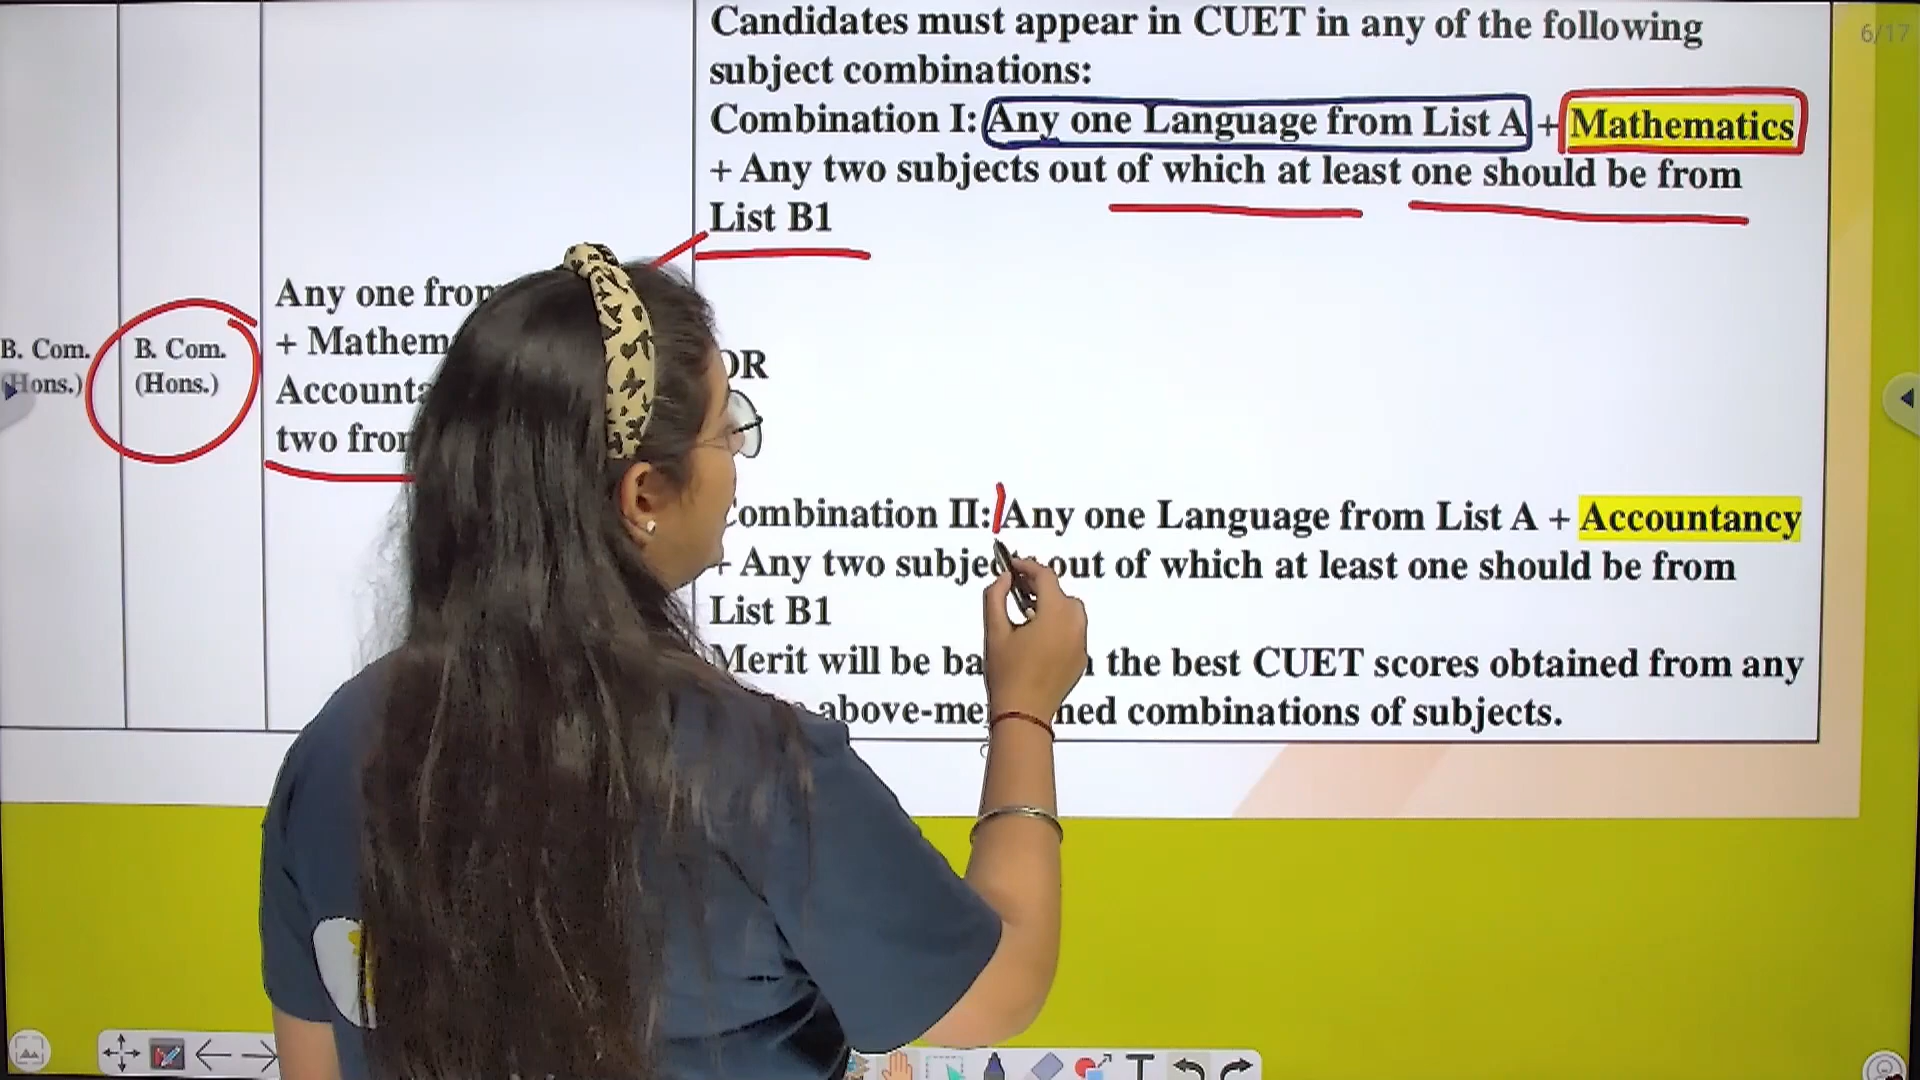 6/17
Candidates must appear in CUET in any of the following
subject combinations:
Combination I: Any one Language from List A + Mathematics
+ Any two subjects out of which at least one should be from
List B1
B. Com.
(Hons.)
B. Com.
(Hons.)
Any one from
+ Mathem
Accounta
two from
OR
Combination II: Any one Language from List A + Accountancy
+ Any two subjects out of which at least one should be from
List B1
Merit will be ba the best CUET scores obtained from any
above-mentioned combinations of subjects.